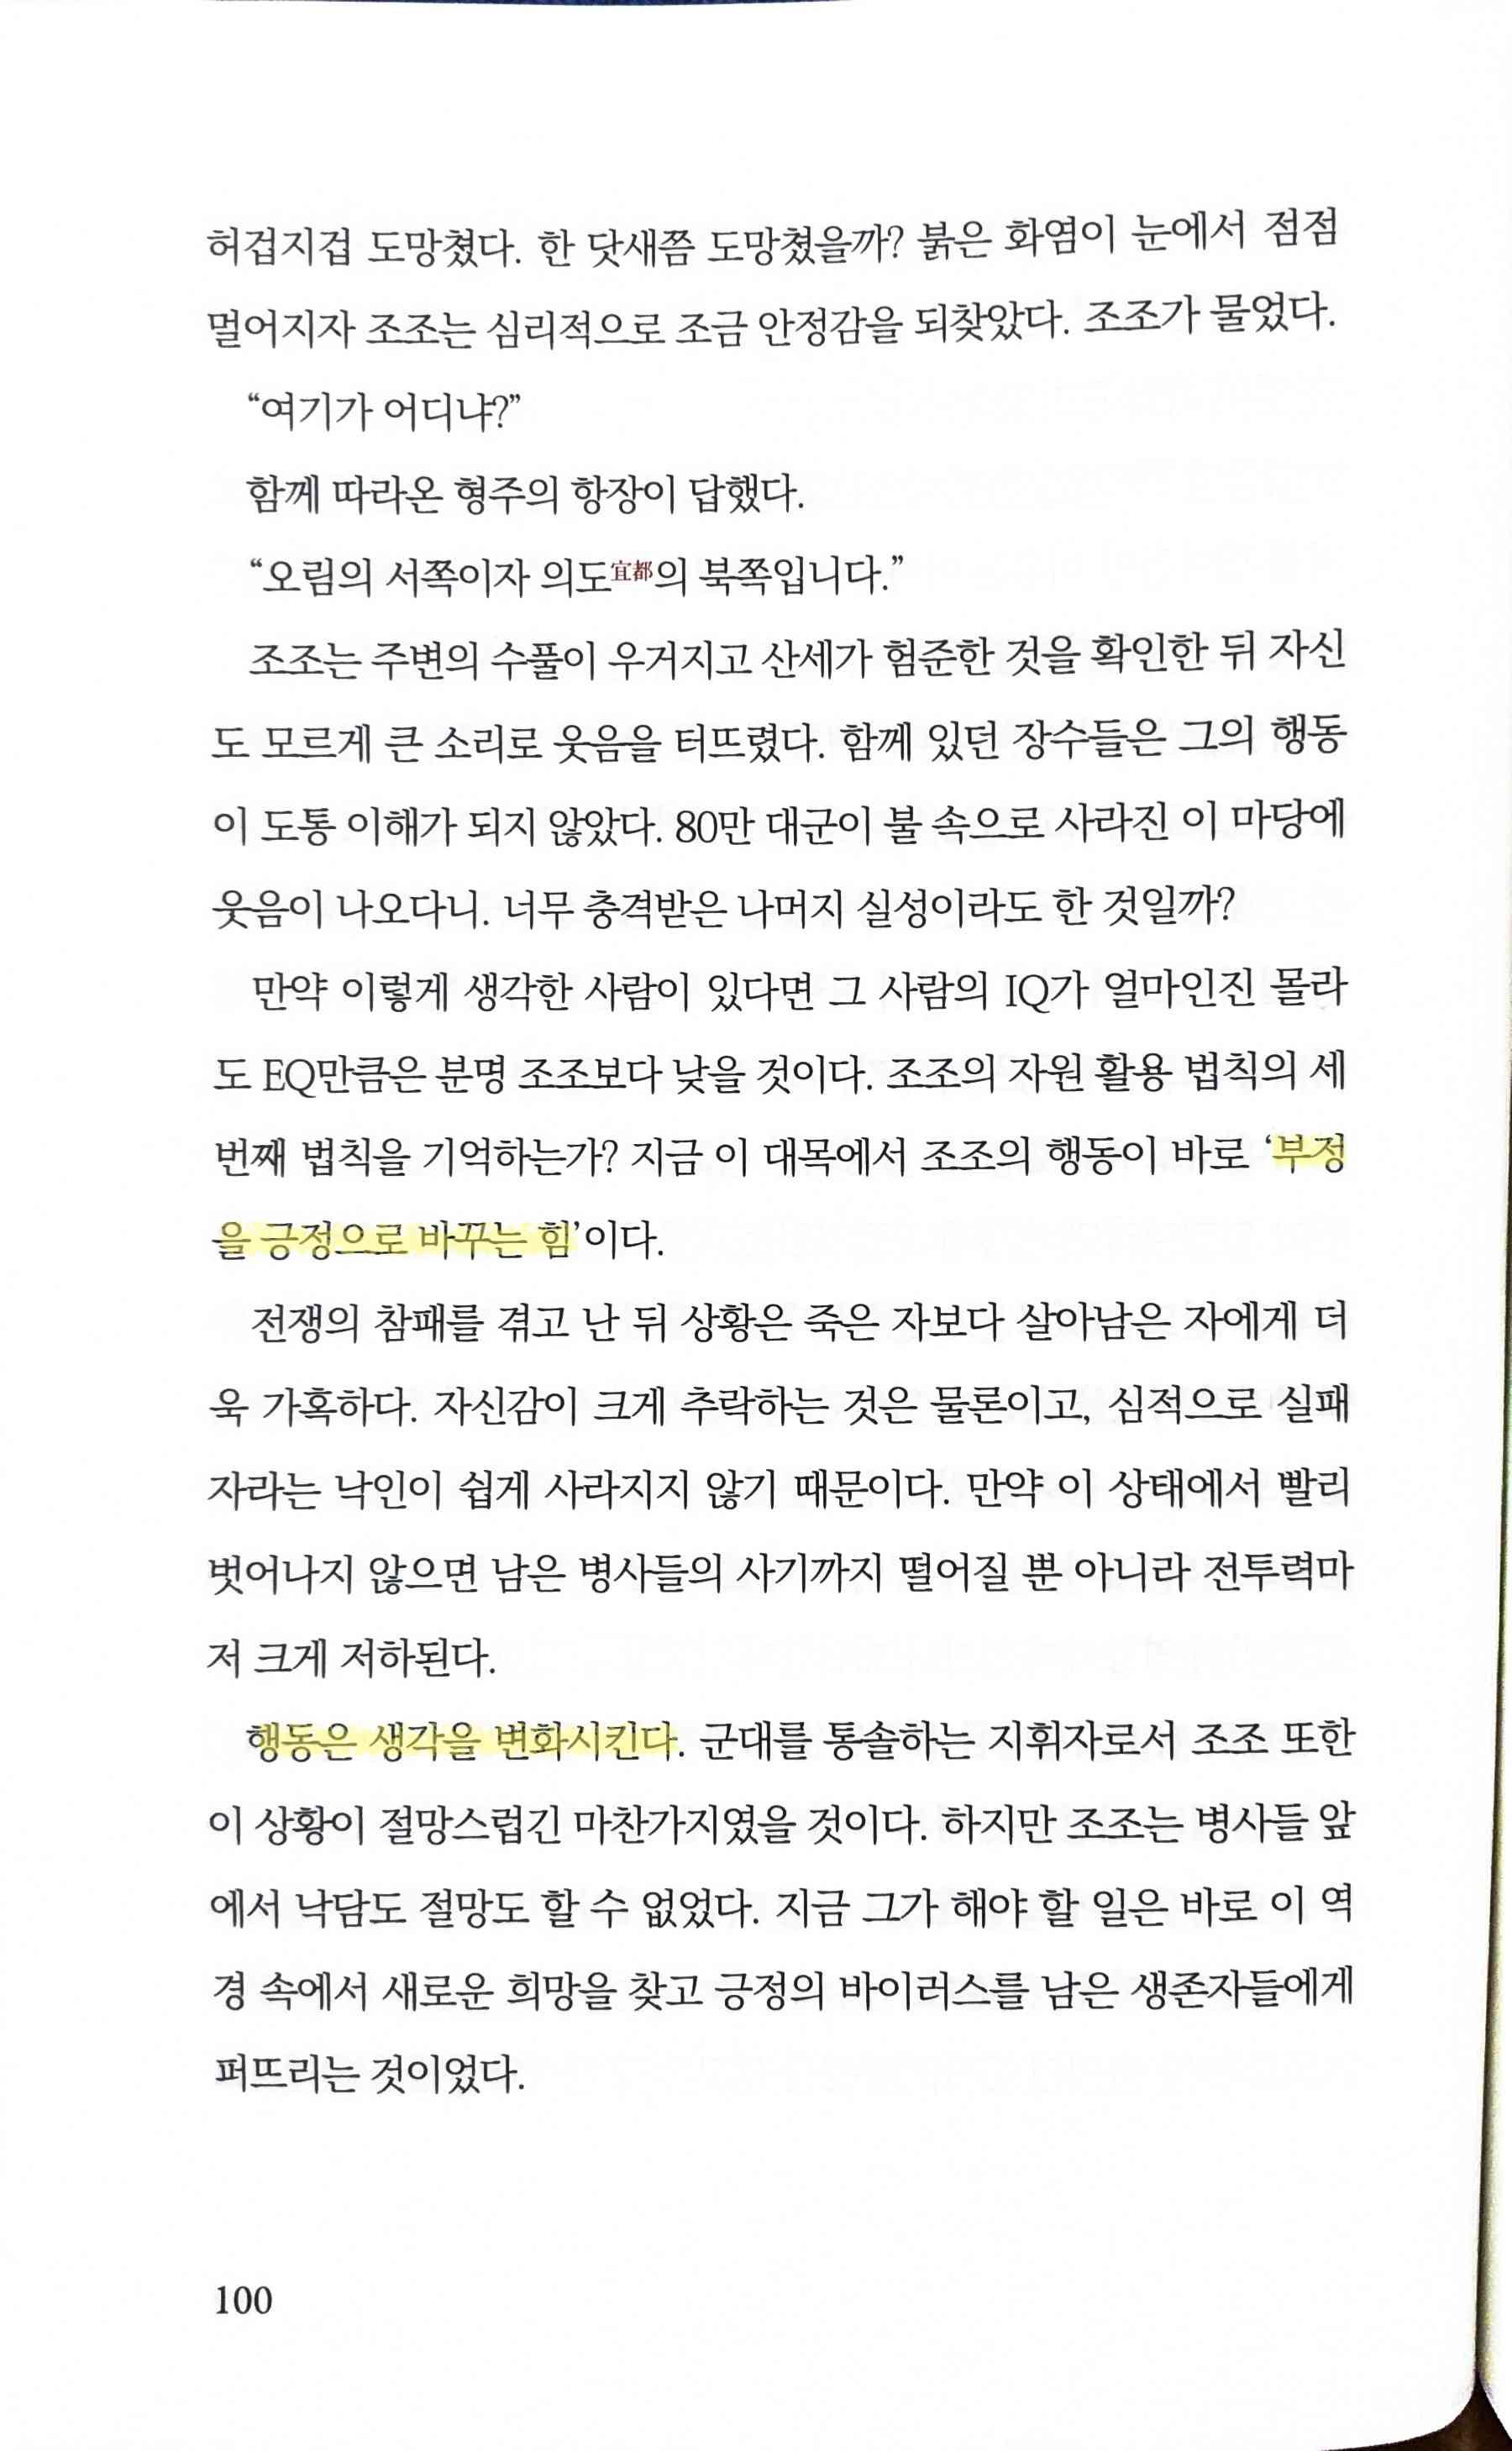 허겁지겁 도망쳤다. 한 닷새쯤 도망쳤을까? 붉은 화염이 눈에서 점점
멀어지자 조조는 심리적으로 조금 안정감을 되찾았다. 조조가 물었다.
“여기가 어디냐?”
함께 따라온 형주의 항장이 답했다.
“오림의 서쪽이자 의도宜都의 북쪽입니다.”
조조는 주변의 수풀이 우거지고 산세가 험준한 것을 확인한 뒤 자신
도 모르게 큰 소리로 웃음을 터뜨렸다. 함께 있던 장수들은 그의 행동
이 도통 이해가 되지 않았다. 80만 대군이 불 속으로 사라진 이 마당에
웃음이 나오다니. 너무 충격받은 나머지 실성이라도 한 것일까?
만약 이렇게 생각한 사람이 있다면 그 사람의 IQ가 얼마인진 몰라
도 EQ만큼은 분명 조조보다 낮을 것이다. 조조의 자원 활용 법칙의 세
번째 법칙을 기억하는가? 지금 이 대목에서 조조의 행동이 바로 ‘부정
을 긍정으로 바꾸는 힘’이다.
전쟁의 참패를 겪고 난 뒤 상황은 죽은 자보다 살아남은 자에게 더
욱 가혹하다. 자신감이 크게 추락하는 것은 물론이고, 심적으로 실패
자라는 낙인이 쉽게 사라지지 않기 때문이다. 만약 이 상태에서 빨리
벗어나지 않으면 남은 병사들의 사기까지 떨어질 뿐 아니라 전투력마
저 크게 저하된다.
행동은 생각을 변화시킨다. 군대를 통솔하는 지휘자로서 조조 또한
이 상황이 절망스럽긴 마찬가지였을 것이다. 하지만 조조는 병사들 앞
에서 낙담도 절망도 할 수 없었다. 지금 그가 해야 할 일은 바로 이 역
경 속에서 새로운 희망을 찾고 긍정의 바이러스를 남은 생존자들에게
퍼뜨리는 것이었다.
100